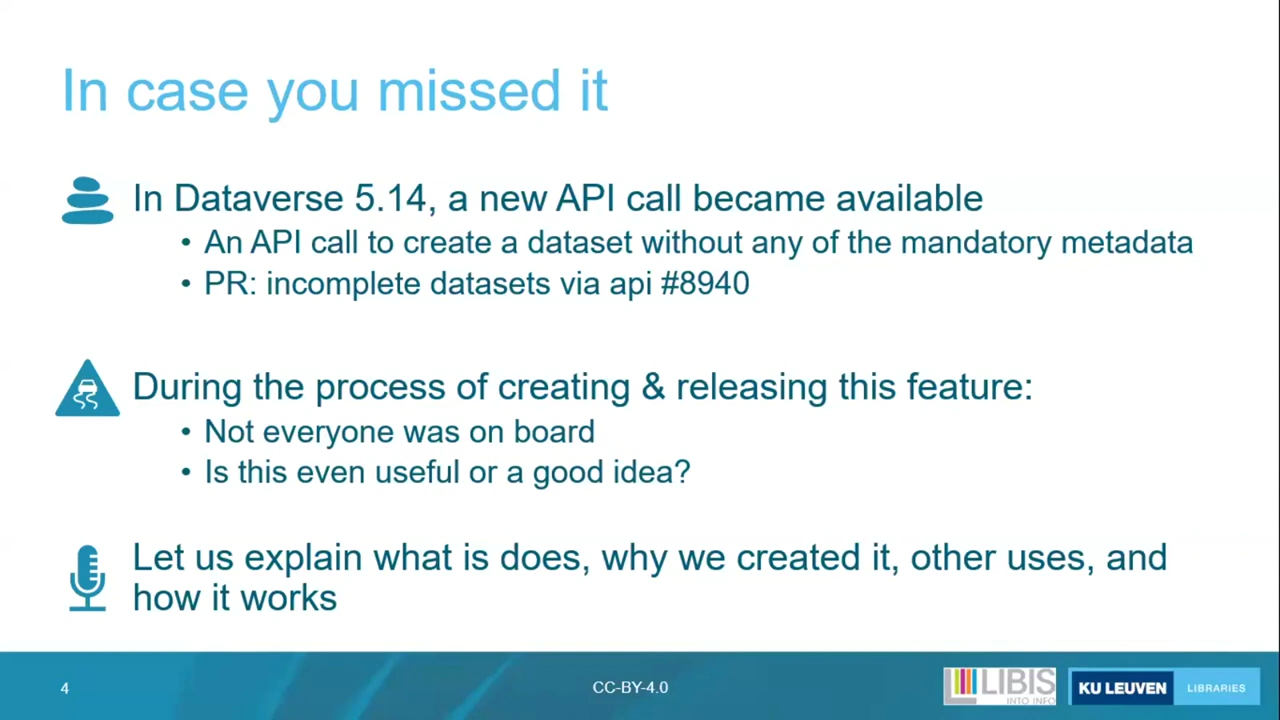 In case you missed it
In Dataverse 5.14, a new API call became available
• An API call to create a dataset without any of the mandatory metadata
• PR: incomplete datasets via api #8940
During the process of creating & releasing this feature:
• Not everyone was on board
• Is this even useful or a good idea?
Let us explain what is does, why we created it, other uses, and
how it works
4
CC-BY-4.0
LIBIS
INTO INFO
KU LEUVEN
LIBRARIES